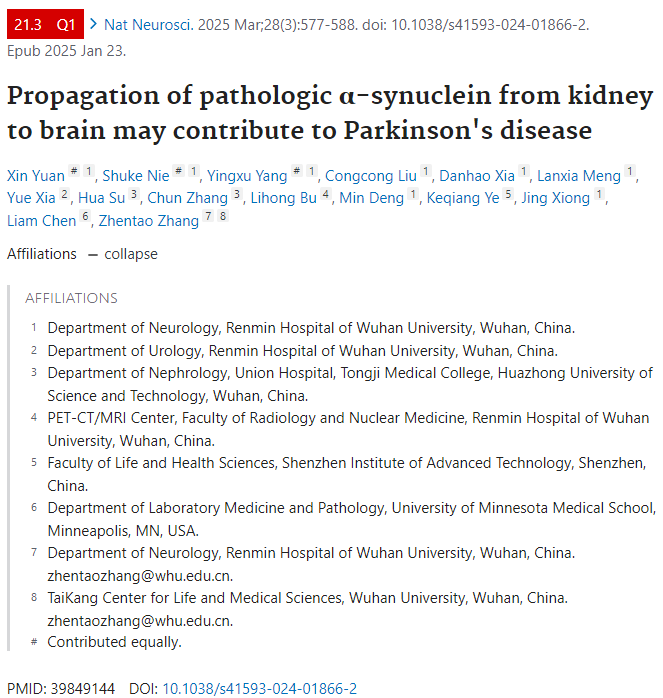 21.3 Q1 > Nat Neurosci. 2025 Mar;28(3):577-588. doi: 10.1038/s41593-024-01866-2.
Epub 2025 Jan 23.
Propagation of pathologic α-synuclein from kidney
to brain may contribute to Parkinson's disease
Xin Yuan # 1, Shuke Nie # 1, Yingxu Yang # 1, Congcong Liu 1, Danhao Xia 1, Lanxia Meng 1,
Yue Xia 2, Hua Su 3, Chun Zhang 3, Lihong Bu 4, Min Deng 1, Keqiang Ye 5, Jing Xiong 1,
Liam Chen 6, Zhentao Zhang 7 8
Affiliations — collapse
AFFILIATIONS
1 Department of Neurology, Renmin Hospital of Wuhan University, Wuhan, China.
2 Department of Urology, Renmin Hospital of Wuhan University, Wuhan, China.
3 Department of Nephrology, Union Hospital, Tongji Medical College, Huazhong University of
Science and Technology, Wuhan, China.
4 PET-CT/MRI Center, Faculty of Radiology and Nuclear Medicine, Renmin Hospital of Wuhan
University, Wuhan, China.
5 Faculty of Life and Health Sciences, Shenzhen Institute of Advanced Technology, Shenzhen,
China.
6 Department of Laboratory Medicine and Pathology, University of Minnesota Medical School,
Minneapolis, MN, USA.
7 Department of Neurology, Renmin Hospital of Wuhan University, Wuhan, China.
zhentaozhang@whu.edu.cn.
8 TaiKang Center for Life and Medical Sciences, Wuhan University, Wuhan, China.
zhentaozhang@whu.edu.cn.
# Contributed equally.
PMID: 39849144 DOI: 10.1038/s41593-024-01866-2